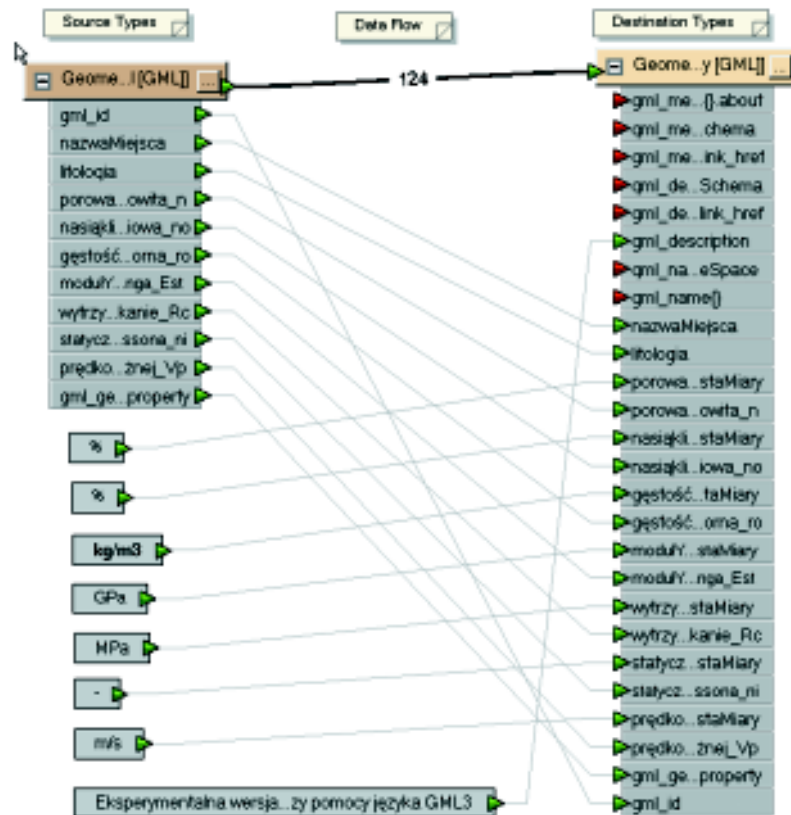 Source Types
Data Flow
Destination Types
Geome...l [GML]
...
124
Geome...y [GML]
...
gml_id
nazwaMiejsca
litologia
porowa...owita_n
nasiąkli...iowa_no
gęstość...orna_ro
modułY...nga_Est
wytrzy...kanie_Rc
statycz...ssona_ni
prędko...żnej_Vp
gml_ge...property
%
%
kg/m3
GPa
MPa
-
m/s
Eksperymentalna wersja...zy pomocy języka GML3
gml_me...{}.about
gml_me...chema
gml_me...ink_href
gml_de...Schema
gml_de...link_href
gml_description
gml_na...eSpace
gml_name{}
nazwaMiejsca
litologia
porowa...staMiary
porowa...owita_n
nasiąkli...staMiary
nasiąkli...iowa_no
gęstość...taMiary
gęstość...orna_ro
modułY...staMiary
modułY...nga_Est
wytrzy...staMiary
wytrzy...kanie_Rc
statycz...staMiary
statycz...ssona_ni
prędko...staMiary
prędko...żnej_Vp
gml_ge...property
gml_id